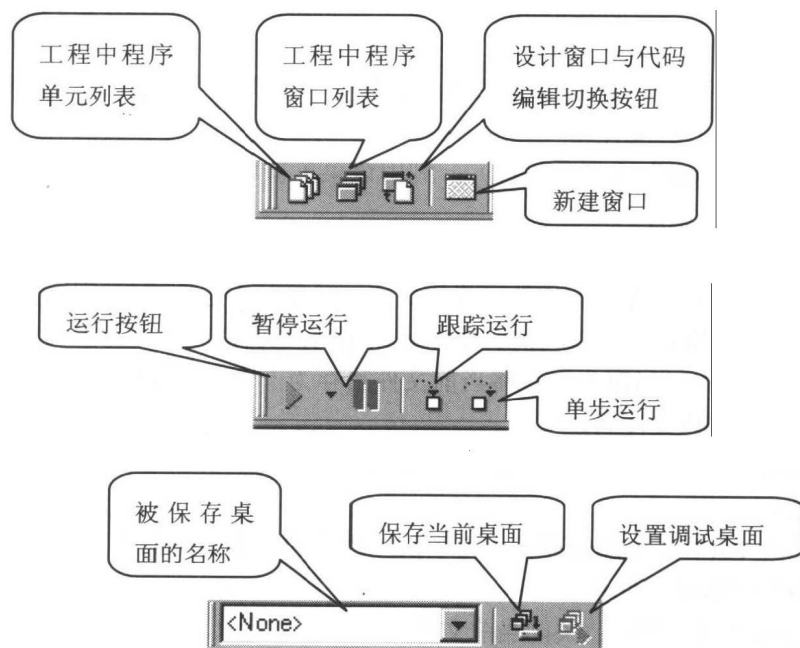 工程中程序
单元列表
工程中程序
窗口列表
设计窗口与代码
编辑切换按钮
新建窗口
运行按钮
暂停运行
跟踪运行
单步运行
被保存桌
面的名称
保存当前桌面
设置调试桌面
<None>